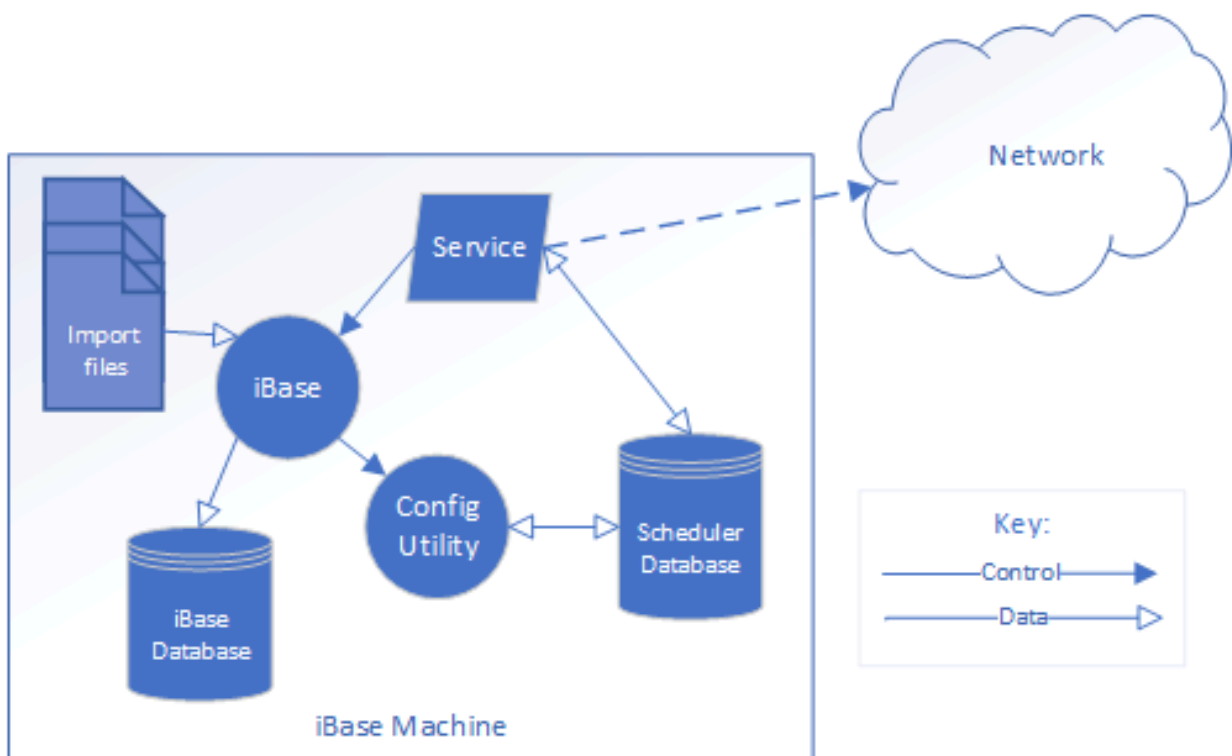 Network
Service
Import
files
iBase
Config
Utility
Scheduler
Database
iBase
Database
iBase Machine
Key:
Control
Data